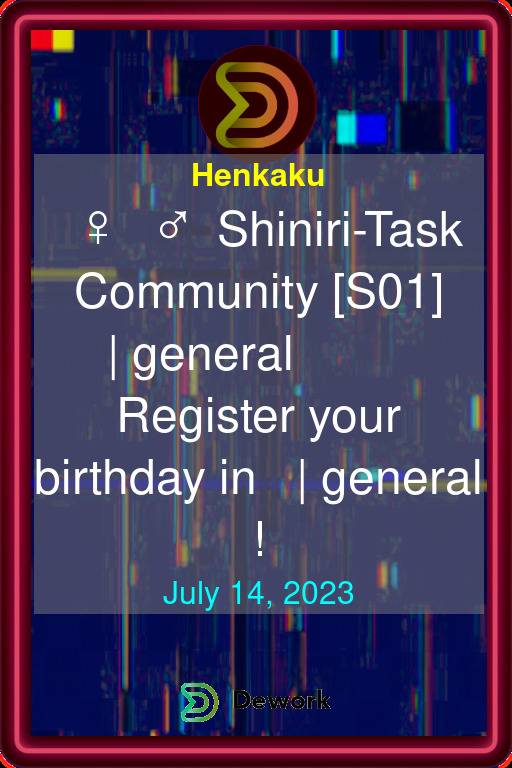 Henkaku
♀ ♂ Shiniri-Task
Community [S01]
| general
Register your
birthday in | general
!
July 14, 2023
Dework